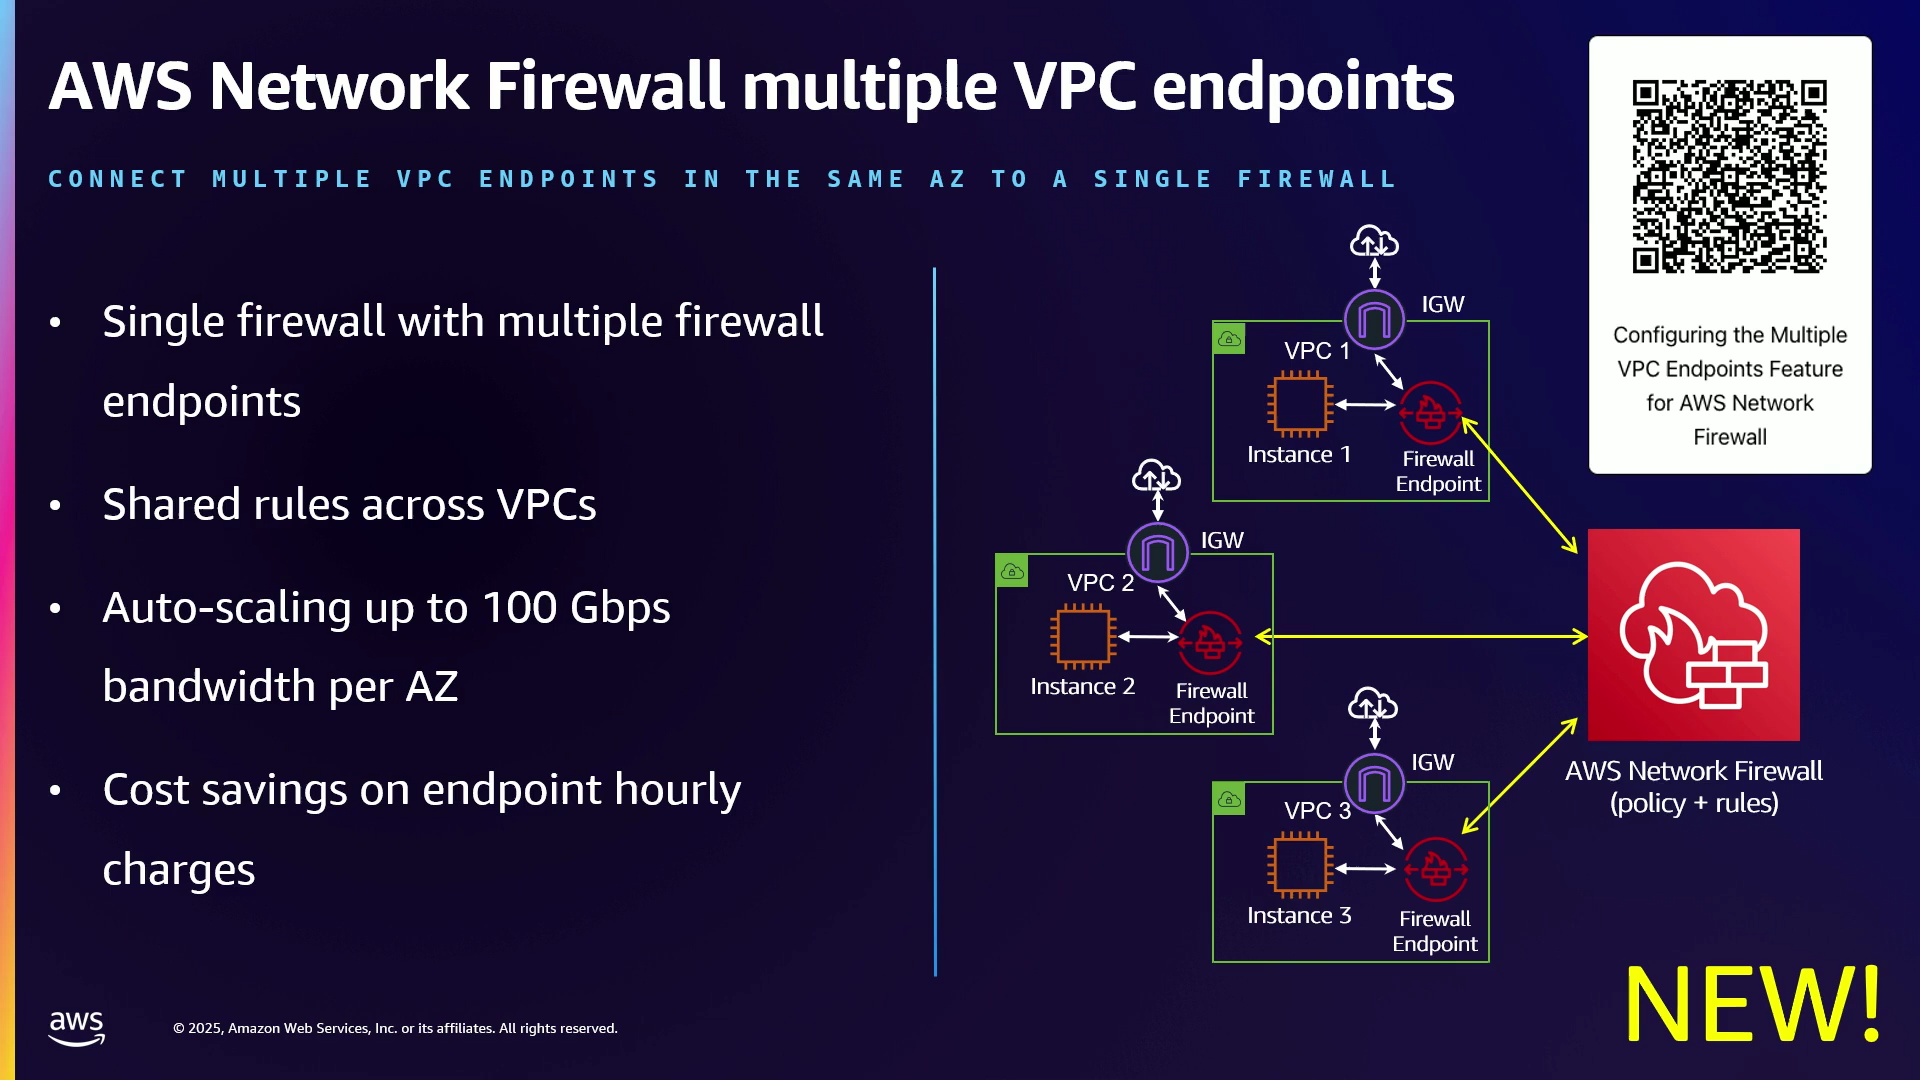 AWS Network Firewall multiple VPC endpoints
CONNECT MULTIPLE VPC ENDPOINTS IN THE SAME AZ TO A SINGLE FIREWALL
• Single firewall with multiple firewall
endpoints
• Shared rules across VPCs
• Auto-scaling up to 100 Gbps
bandwidth per AZ
• Cost savings on endpoint hourly
charges
IGW
VPC 1
Instance 1
Firewall
Endpoint
IGW
VPC 2
Instance 2
Firewall
Endpoint
IGW
VPC 3
Instance 3
Firewall
Endpoint
Configuring the Multiple
VPC Endpoints Feature
for AWS Network
Firewall
AWS Network Firewall
(policy + rules)
NEW!
aws
© 2025, Amazon Web Services, Inc. or its affiliates. All rights reserved.